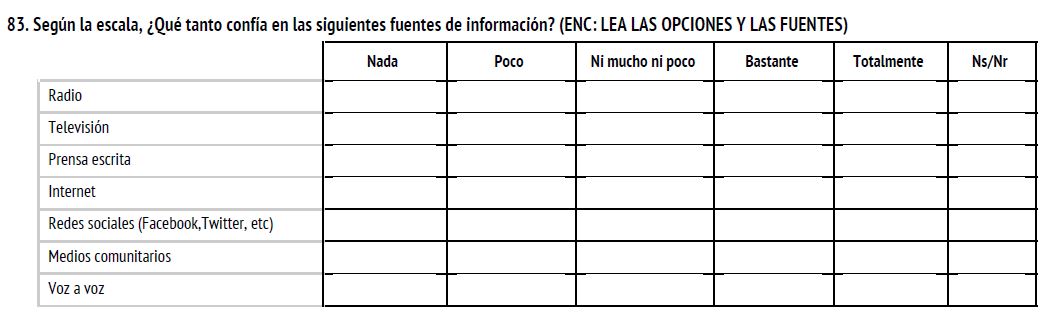 83. Según la escala, ¿Qué tanto confía en las siguientes fuentes de información? (ENC: LEA LAS OPCIONES Y LAS FUENTES)
Nada Poco Ni mucho ni poco Bastante Totalmente Ns/Nr
Radio
Televisión
Prensa escrita
Internet
Redes sociales (Facebook,Twitter, etc)
Medios comunitarios
Voz a voz